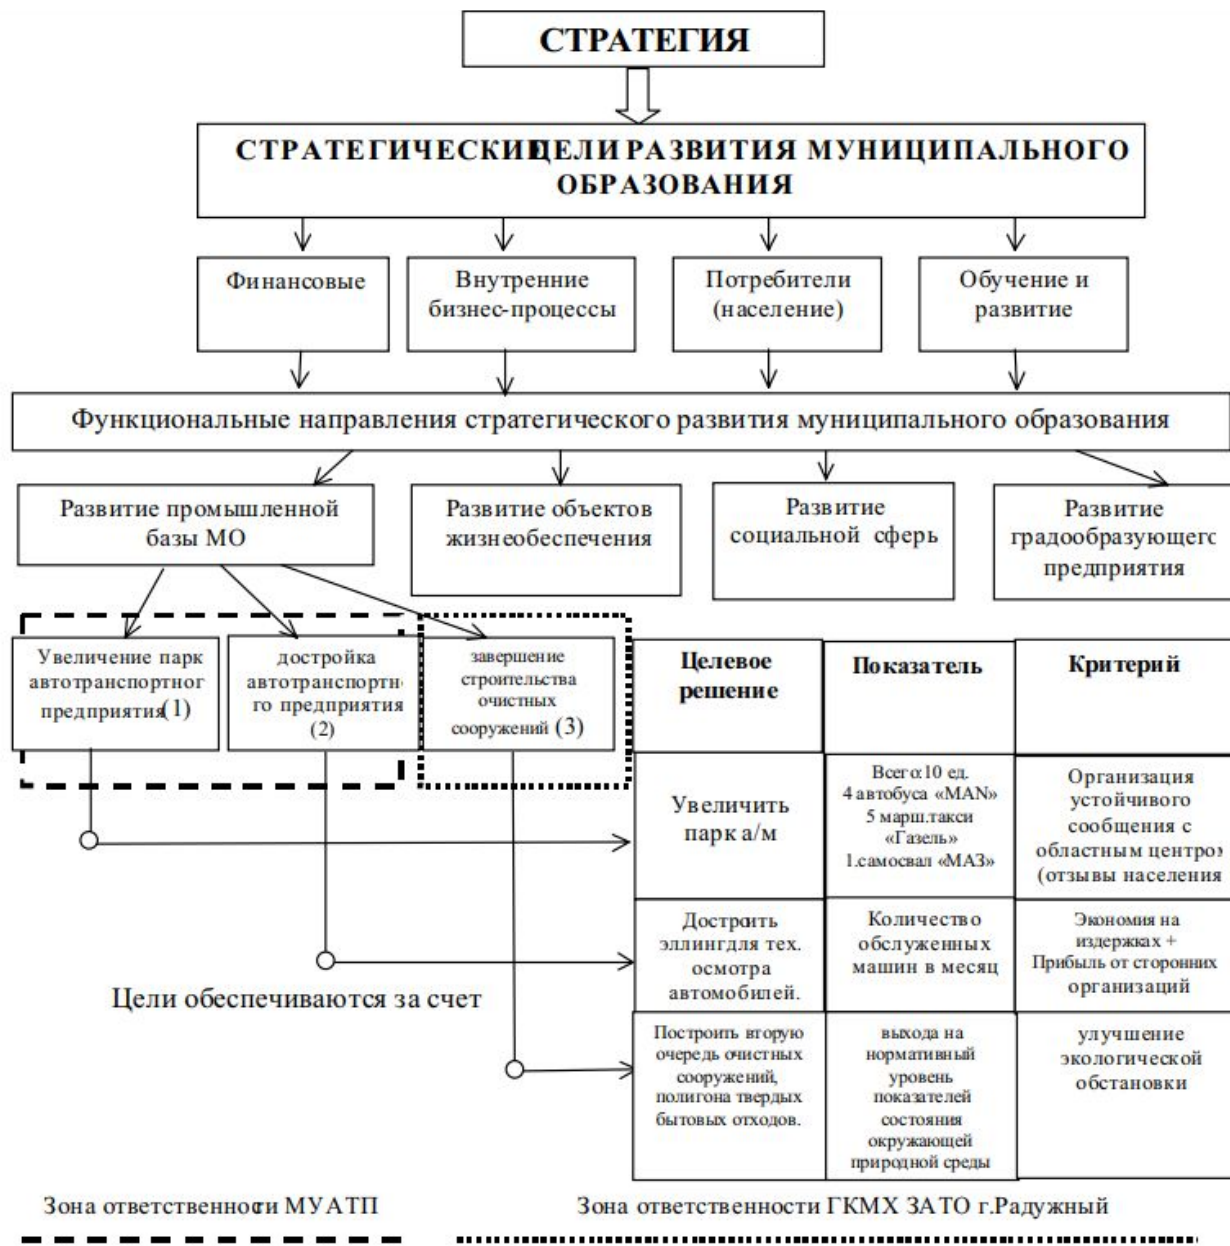 СТРАТЕГИЯ
СТРАТЕГИЧЕСКИЕ ЦЕЛИ РАЗВИТИЯ МУНИЦИПАЛЬНОГО
ОБРАЗОВАНИЯ
Финансовые
Внутренние
бизнес-процессы
Потребители
(население)
Обучение и
развитие
Функциональные направления стратегического развития муниципального образования
Развитие промышленной
базы МО
Развитие объектов
жизнеобеспечения
Развитие
социальной сферь
Развитие
градообразующего
предприятия
Увеличение парк
автотранспортног
предприятия(1)
достройка
автотранспортн
го предприятия
(2)
завершение
строительства
очистных
сооружений (3)
Целевое
решение
Показатель
Критерий
Увеличить
парк а/м
Всего:10 ед.
4 автобуса «MAN»
5 марш.такси
«Газель»
1.самосвал «МАЗ»
Организация
устойчивого
сообщения с
областным центром
(отзывы населения
Достроить
эллингдля тех.
осмотра
автомобилей.
Количество
обслуженных
машин в месяц
Экономия на
издержках +
Прибыль от сторонних
организаций
Цели обеспечиваются за счет
Построить вторую
очередь очистных
сооружений,
полигона твердых
бытовых отходов.
выхода на
нормативный
уровень
показателей
состояния
окружающей
природной среды
улучшение
экологической
обстановки
Зона ответственности МУАТП
Зона ответственности ГКМХ ЗАТО г.Радужный